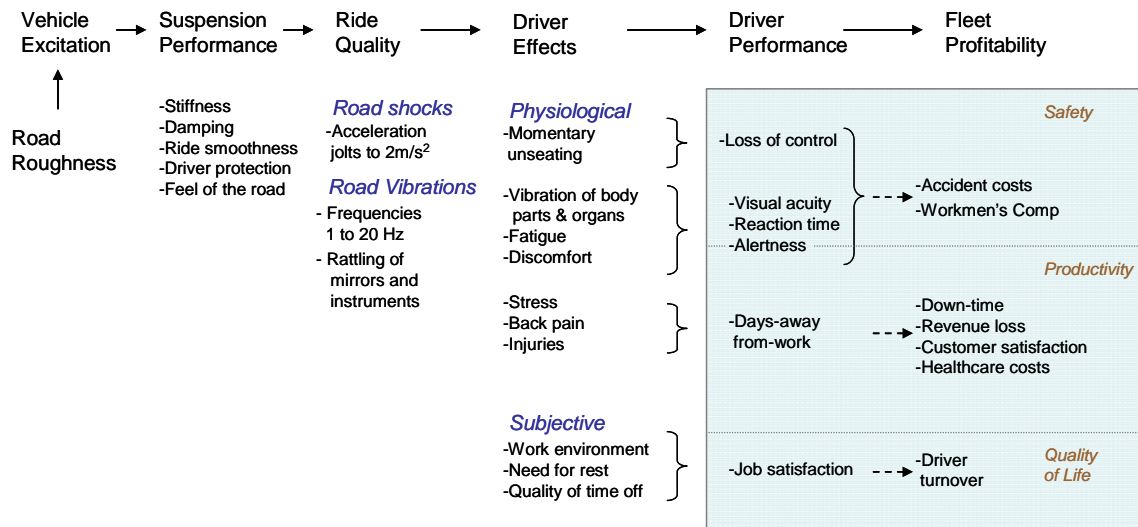 Vehicle
Excitation
Suspension
Performance
Ride
Quality
Driver
Effects
Driver
Performance
Fleet
Profitability
Road
Roughness
-Stiffness
-Damping
-Ride smoothness
-Driver protection
-Feel of the road
Road shocks
-Acceleration
jolts to 2m/s²
Road Vibrations
- Frequencies
1 to 20 Hz
- Rattling of
mirrors and
instruments
Physiological
-Momentary
unseating
-Vibration of body
parts & organs
-Fatigue
-Discomfort
-Stress
-Back pain
-Injuries
Subjective
-Work environment
-Need for rest
-Quality of time off
Safety
-Loss of control
-Visual acuity
-Reaction time
-Alertness
-Accident costs
-Workmen's Comp
Productivity
-Days-away
from-work
-Down-time
-Revenue loss
-Customer satisfaction
-Healthcare costs
-Job satisfaction
-Driver
turnover
Quality
of Life